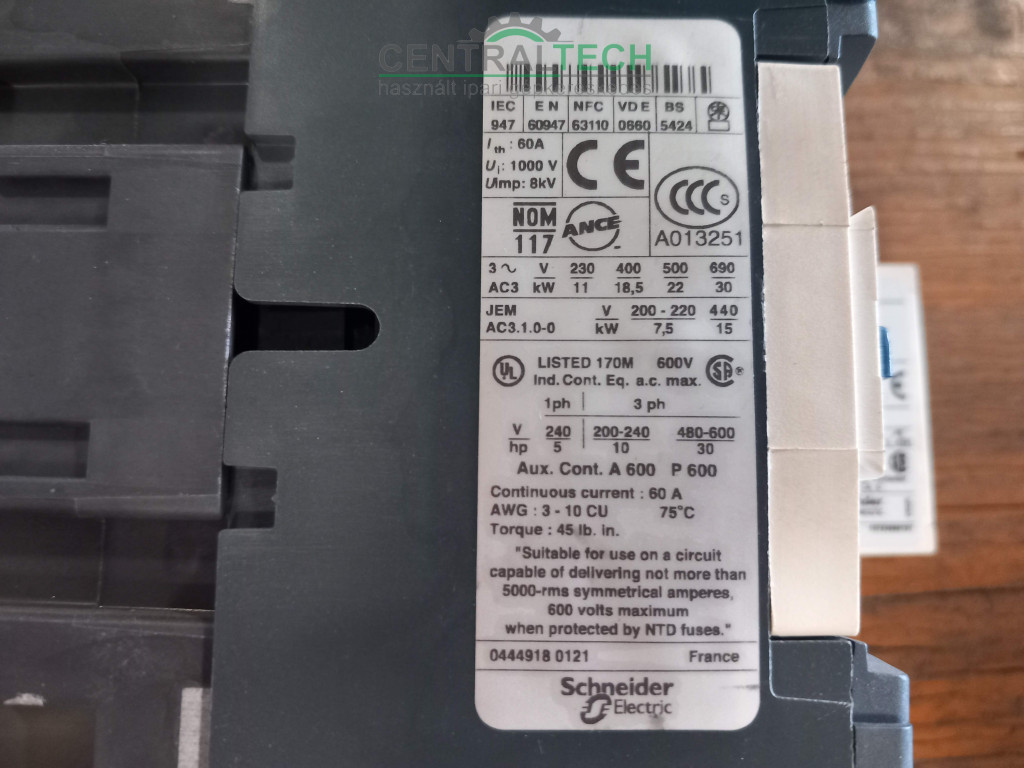 CENTRALTECH
használt ipari
IEC EN NFC VDE BS
947 60947 63110 0660 5424
Ith : 60A
Ui : 1000 V
Uimp: 8kV
CE
CCC S
A013251
NOM
117
ANCE
3~ V 230 400 500 690
AC3 kW 11 18,5 22 30
JEM V 200 - 220 440
AC3.1.0-0 kW 7,5 15
UL LISTED 170M 600V SA ®
Ind. Cont. Eq. a.c. max.
1ph 3 ph
V 240 200-240 480-600
hp 5 10 30
Aux. Cont. A 600 P 600
Continuous current : 60 A
AWG : 3 - 10 CU 75°C
Torque : 45 lb. in.
"Suitable for use on a circuit
capable of delivering not more than
5000-rms symmetrical amperes,
600 volts maximum
when protected by NTD fuses."
0444918 0121 France
Schneider
Electric